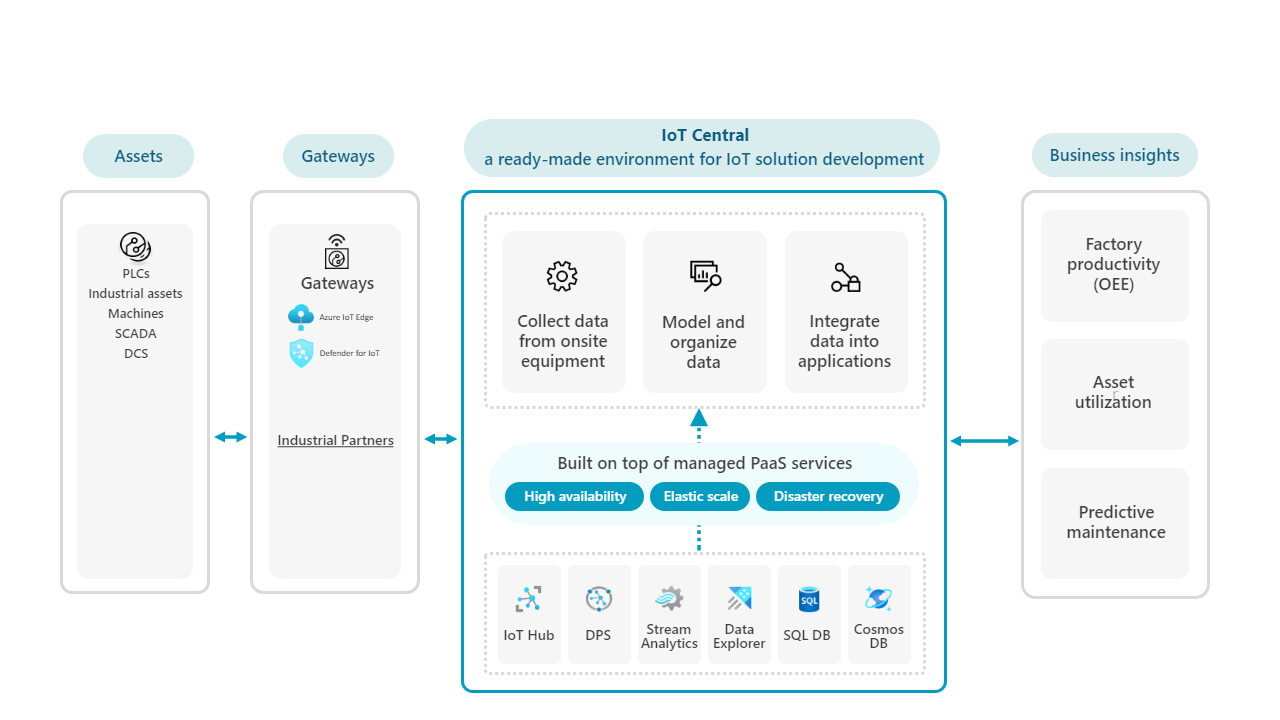 Assets
Gateways
IoT Central
a ready-made environment for IoT solution development
Business insights
PLCs
Industrial assets
Machines
SCADA
DCS
Gateways
Azure IoT Edge
Defender for IoT
Industrial Partners
Collect data
from onsite
equipment
Model and
organize
data
Integrate
data into
applications
Built on top of managed PaaS services
High availability
Elastic scale
Disaster recovery
IoT Hub
DPS
Stream
Analytics
Data
Explorer
SQL
SQL DB
Cosmos
DB
Factory
productivity
(OEE)
Asset
utilization
Predictive
maintenance